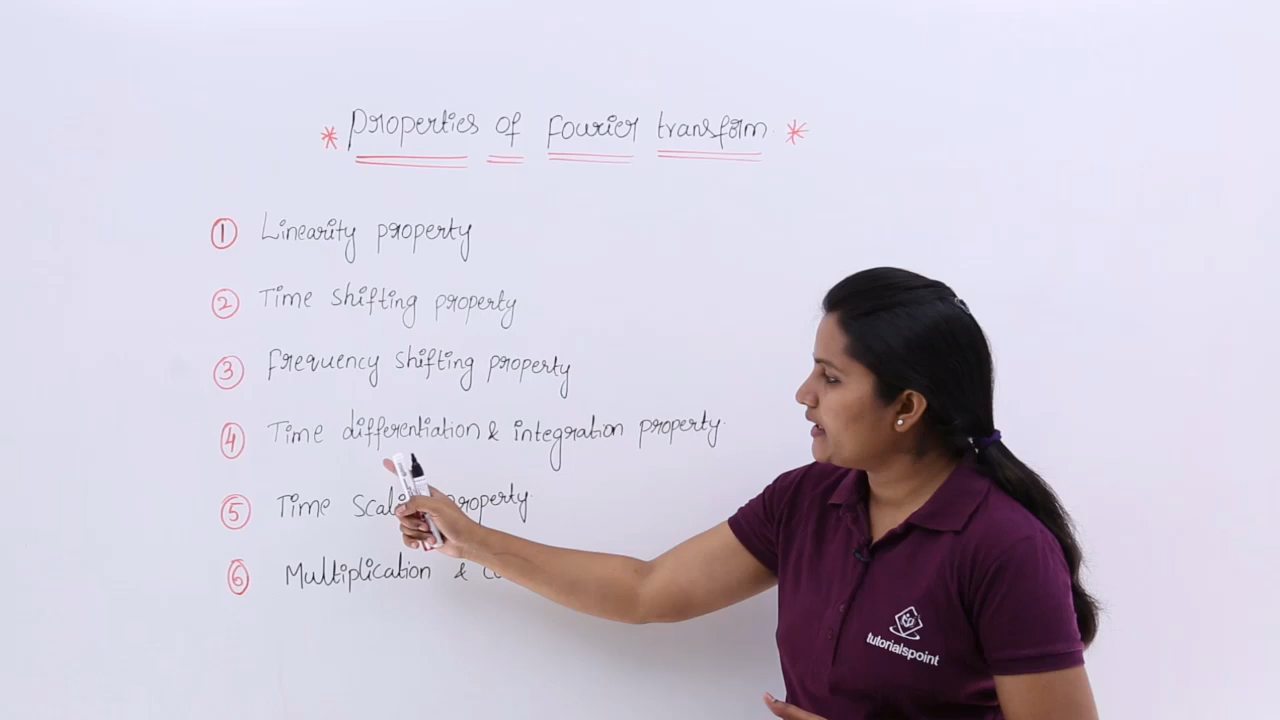 * Properties of Fourier transform *
1 Linearity property
2 Time shifting property
3 Frequency shifting property
4 Time differentiation & integration property.
5 Time property.
6 Multiplication &
tutorialspoint